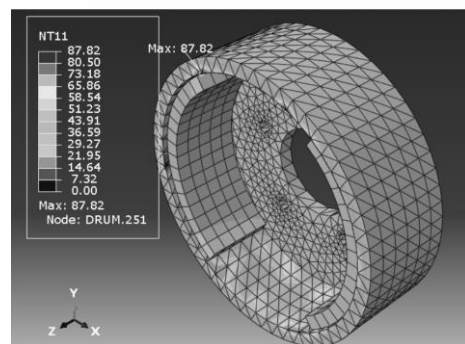 NT11
87.82
80.50
73.18
65.86
58.54
51.23
43.91
36.59
29.27
21.95
14.64
7.32
0.00
Max: 87.82
Node: DRUM.251
Max: 87.82
Y
Z
X